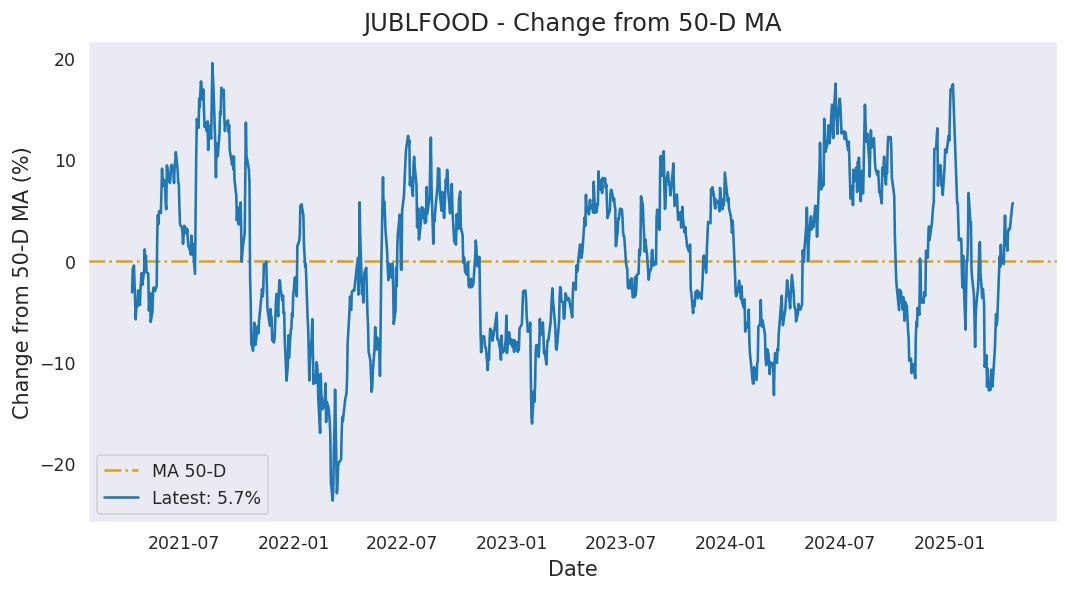 JUBLFOOD - Change from 50-D MA
Change from 50-D MA (%)
20
10
0
−10
−20
MA 50-D
Latest: 5.7%
2021-07
2022-01
2022-07
2023-01
2023-07
2024-01
2024-07
2025-01
Date